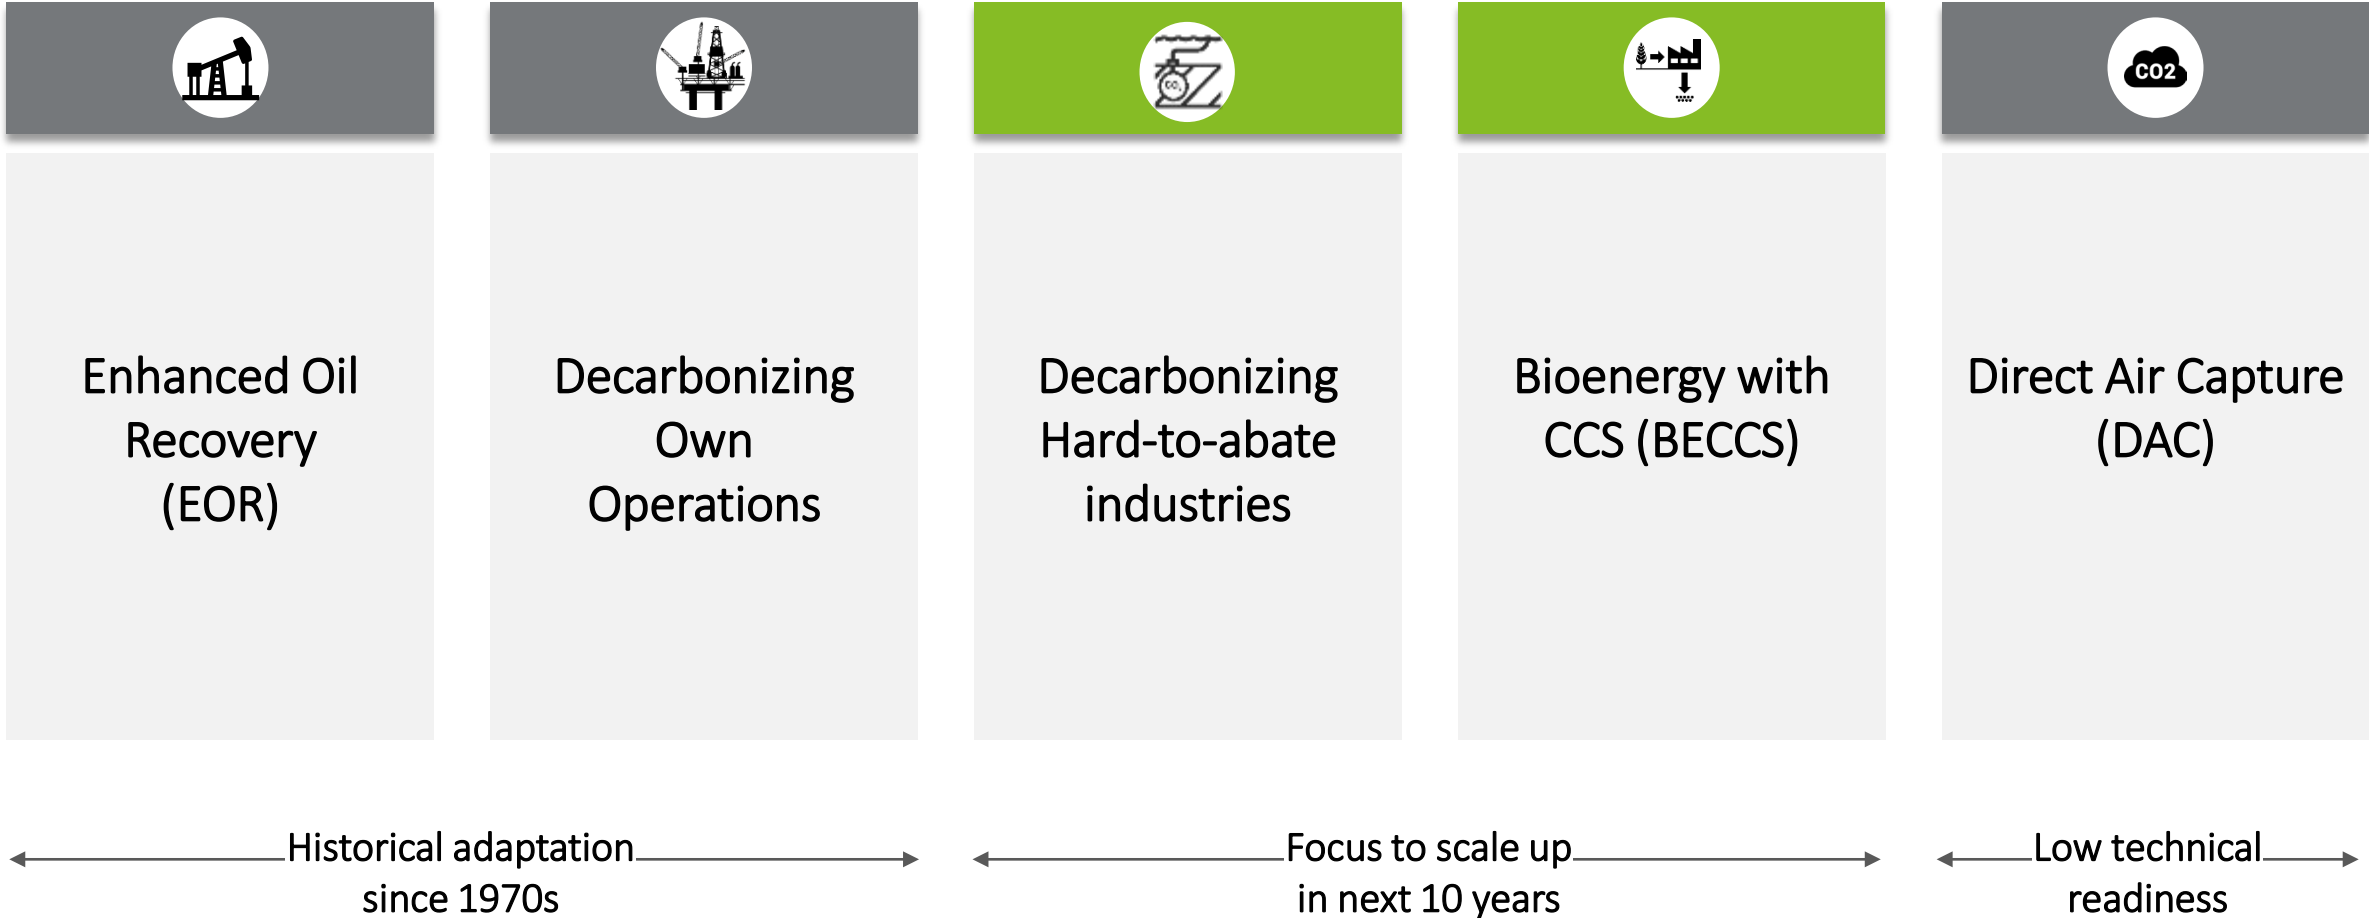 CO2
Enhanced Oil
Recovery
(EOR)
Decarbonizing
Own
Operations
Decarbonizing
Hard-to-abate
industries
Bioenergy with
CCS (BECCS)
Direct Air Capture
(DAC)
Historical adaptation
since 1970s
Focus to scale up
in next 10 years
Low technical
readiness